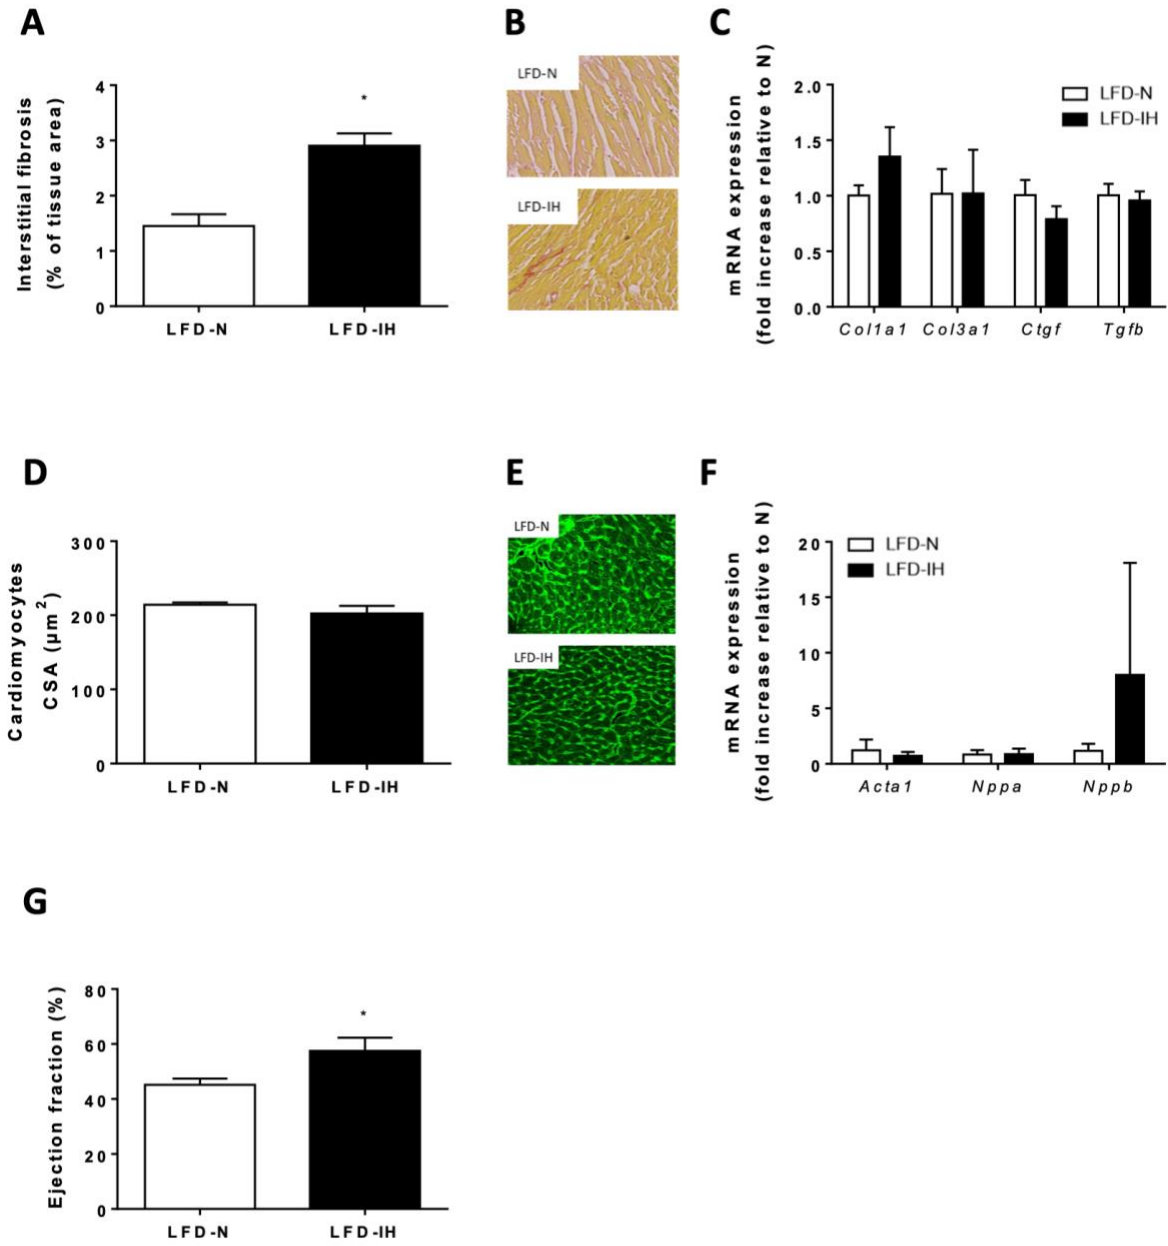 A
Interstitial fibrosis
(% of tissue area)
4
3
2
1
0
*
LFD-N
LFD-IH
B
LFD-N
LFD-IH
C
mRNA expression
(fold increase relative to N)
2.0
1.5
1.0
0.5
0.0
LFD-N
LFD-IH
Col1a1
Col3a1
Ctgf
Tgfb
D
Cardiomyocytes
CSA (µm²)
300
200
100
0
LFD-N
LFD-IH
E
LFD-N
LFD-IH
F
mRNA expression
(fold increase relative to N)
20
15
10
5
0
LFD-N
LFD-IH
Acta1
Nppa
Nppb
G
Ejection fraction (%)
80
60
40
20
0
*
LFD-N
LFD-IH